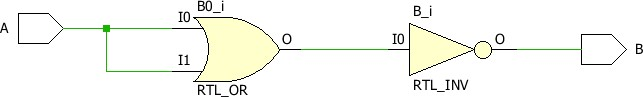 A
I0
I1
B0_i
RTL_OR
O
I0
B_i
RTL_INV
O
B